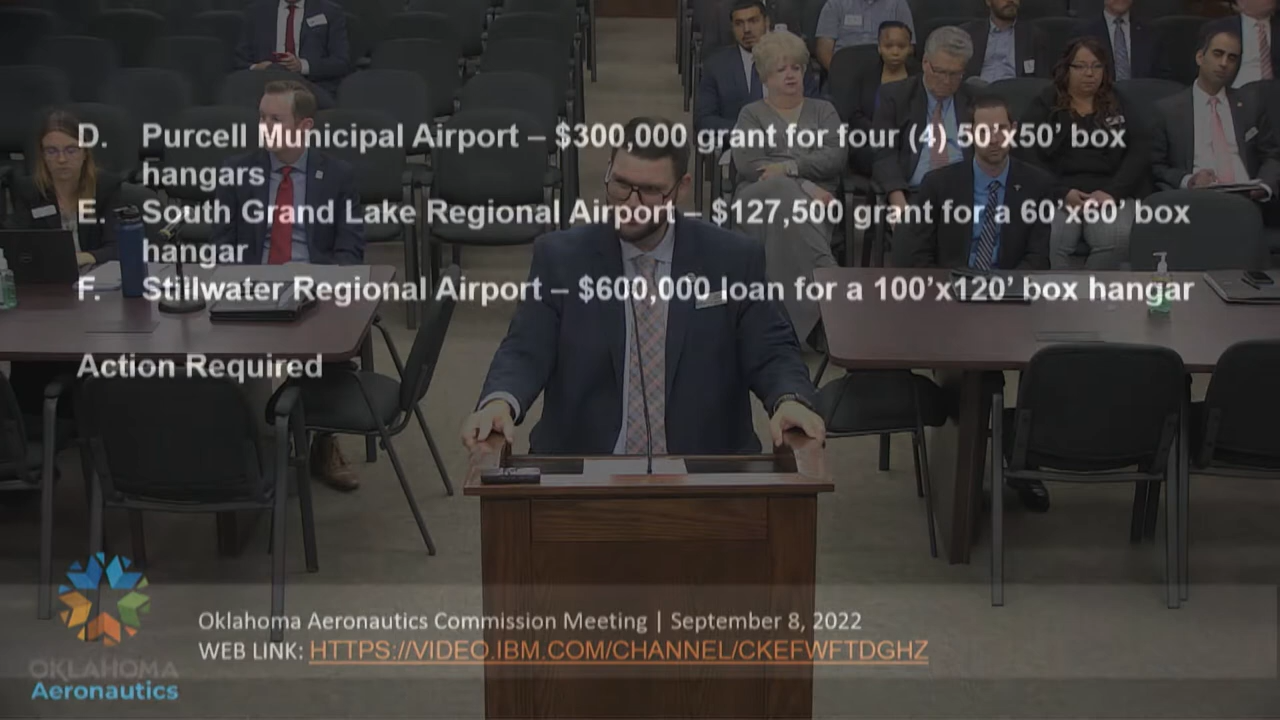 D. Purcell Municipal Airport – $300,000 grant for four (4) 50’x50’ box
hangars
E. South Grand Lake Regional Airport – $127,500 grant for a 60’x60’ box
hangar
F. Stillwater Regional Airport – $600,000 loan for a 100’x120’ box hangar
Action Required
Oklahoma Aeronautics Commission Meeting | September 8, 2022
WEB LINK: HTTPS://VIDEO.IBM.COM/CHANNEL/CKEFWFTDGHZ
OKLAHOMA
Aeronautics